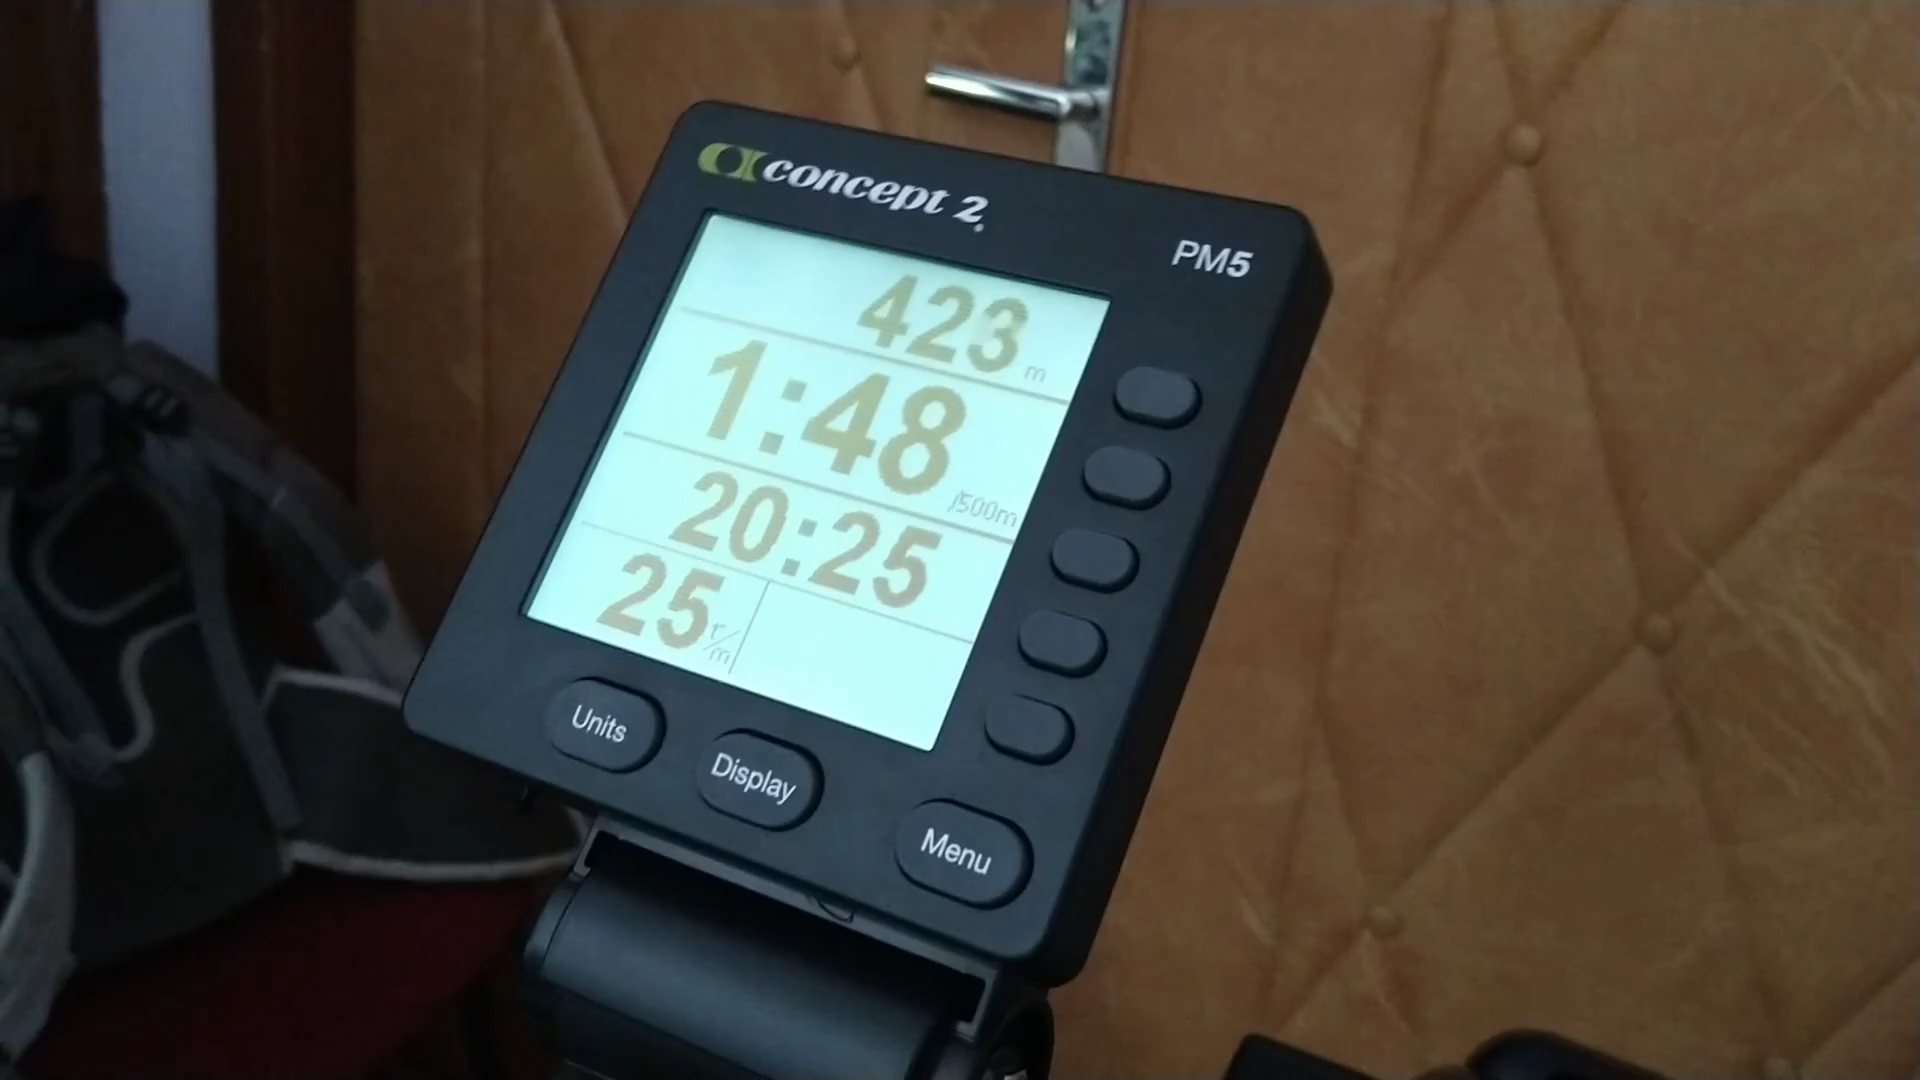 concept 2
PM5
423 m
1:48 /500m
20:25
25 r/m
Units
Display
Menu